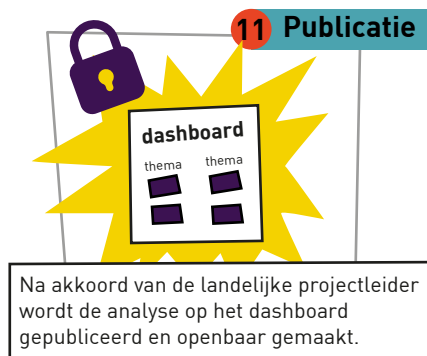 11 Publicatie
dashboard
thema thema
Na akkoord van de landelijke projectleider
wordt de analyse op het dashboard
gepubliceerd en openbaar gemaakt.